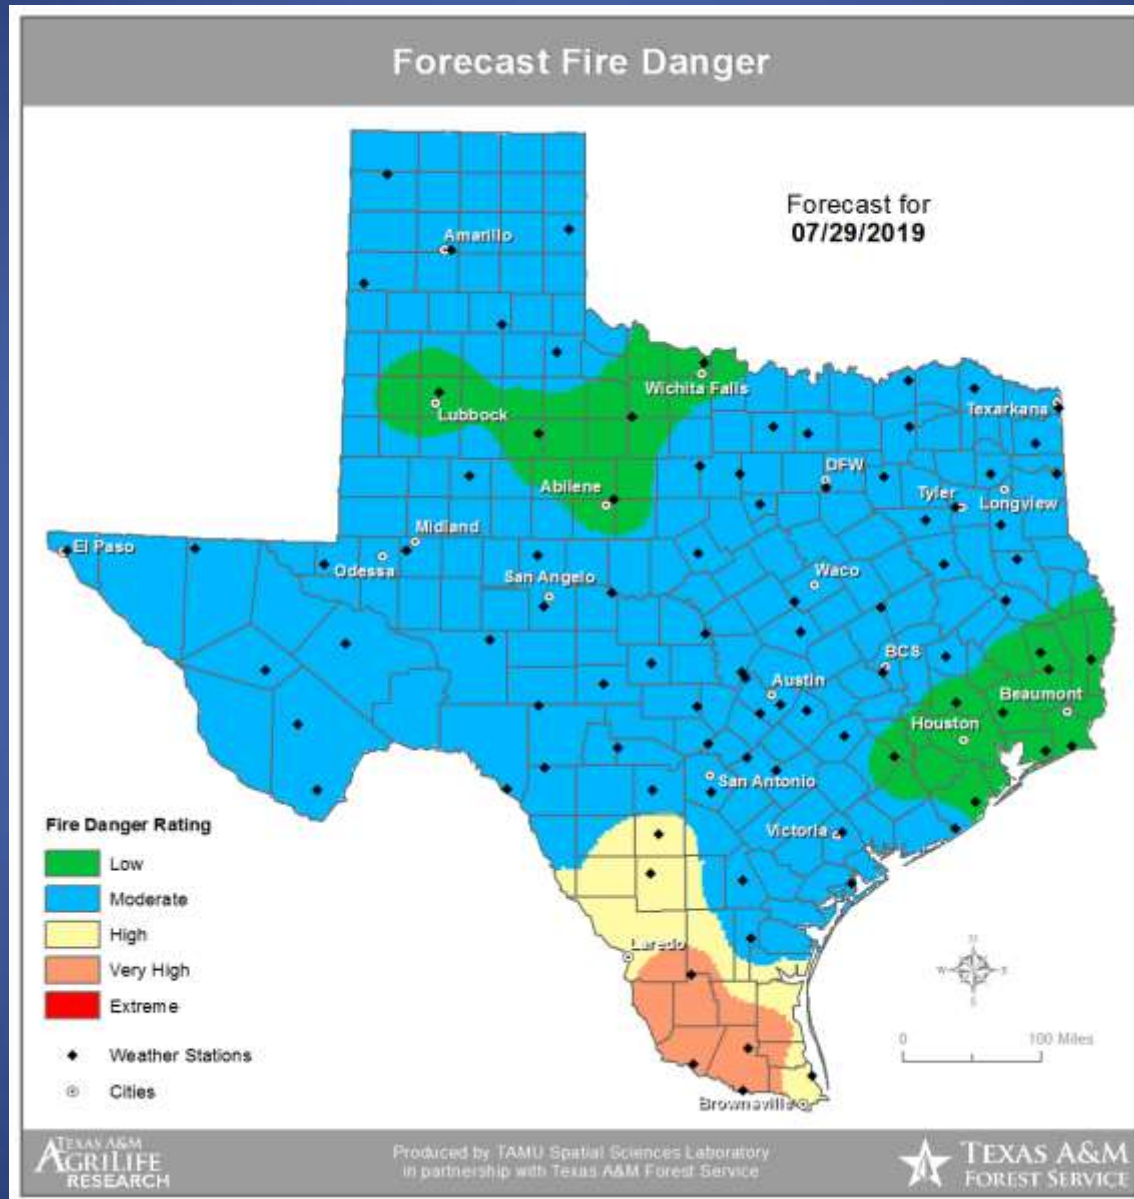 Forecast Fire Danger
Forecast for
07/29/2019
Amarillo
Wichita Falls
Lubbock
Texarkana
DFW
Abilene
Tyler
Longview
Midland
El Paso
Odessa
San Angelo
Waco
BCS
Austin
Beaumont
Houston
San Antonio
Victoria
Laredo
Brownsville
Fire Danger Rating
Low
Moderate
High
Very High
Extreme
Weather Stations
Cities
N
W
E
S
0 100 Miles
TEXAS A&M
AGRILIFE
RESEARCH
Produced by TAMU Spatial Sciences Laboratory
in partnership with Texas A&M Forest Service
TEXAS A&M
FOREST SERVICE